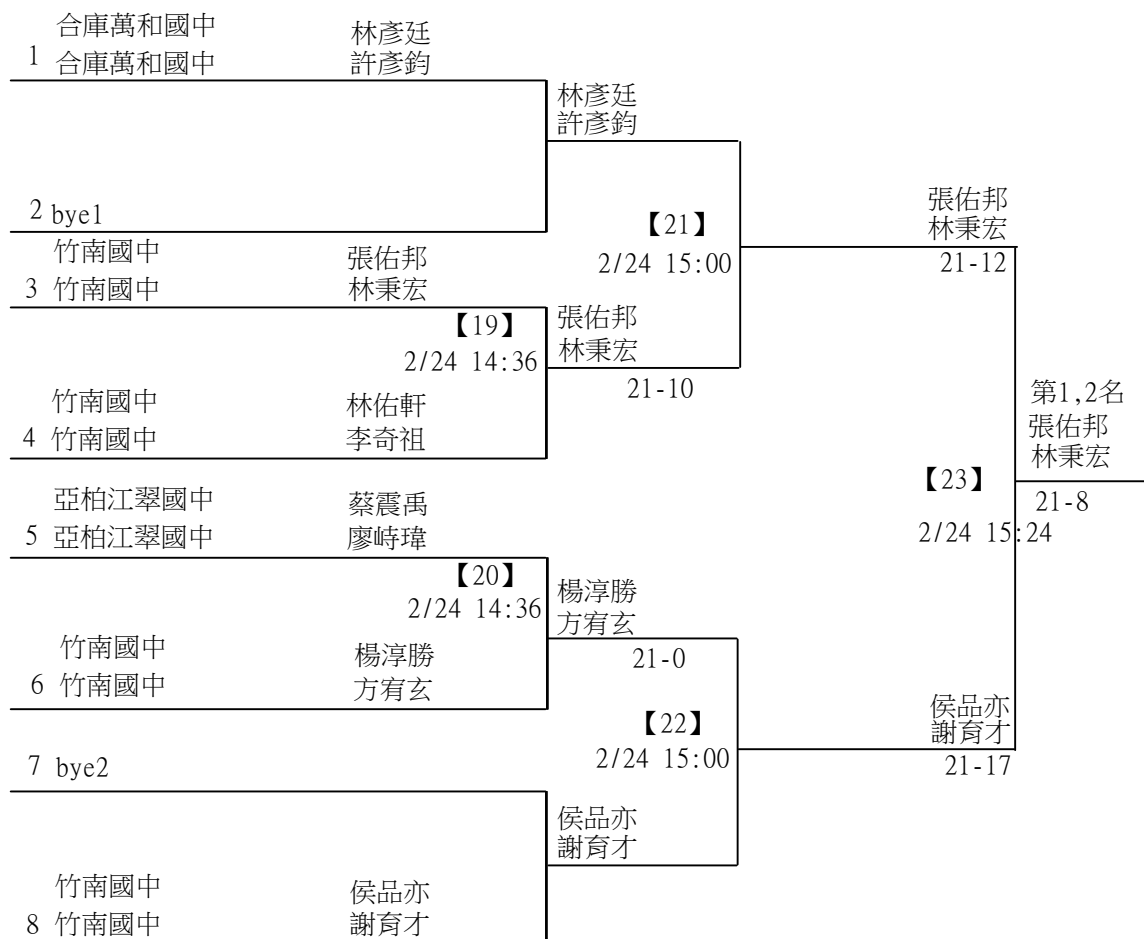 合庫萬和國中 林彥廷
1 合庫萬和國中 許彥鈞
林彥廷
許彥鈞
2 bye1
【21】
2/24 15:00
張佑邦
林秉宏
21-12
竹南國中 張佑邦
3 竹南國中 林秉宏
【19】
2/24 14:36
張佑邦
林秉宏
21-10
竹南國中 林佑軒
4 竹南國中 李奇祖
第1,2名
張佑邦
林秉宏
21-8
【23】
2/24 15:24
亞柏江翠國中 蔡震禹
5 亞柏江翠國中 廖峙瑋
【20】
2/24 14:36
楊淳勝
方宥玄
21-0
竹南國中 楊淳勝
6 竹南國中 方宥玄
【22】
2/24 15:00
侯品亦
謝育才
21-17
7 bye2
侯品亦
謝育才
竹南國中 侯品亦
8 竹南國中 謝育才